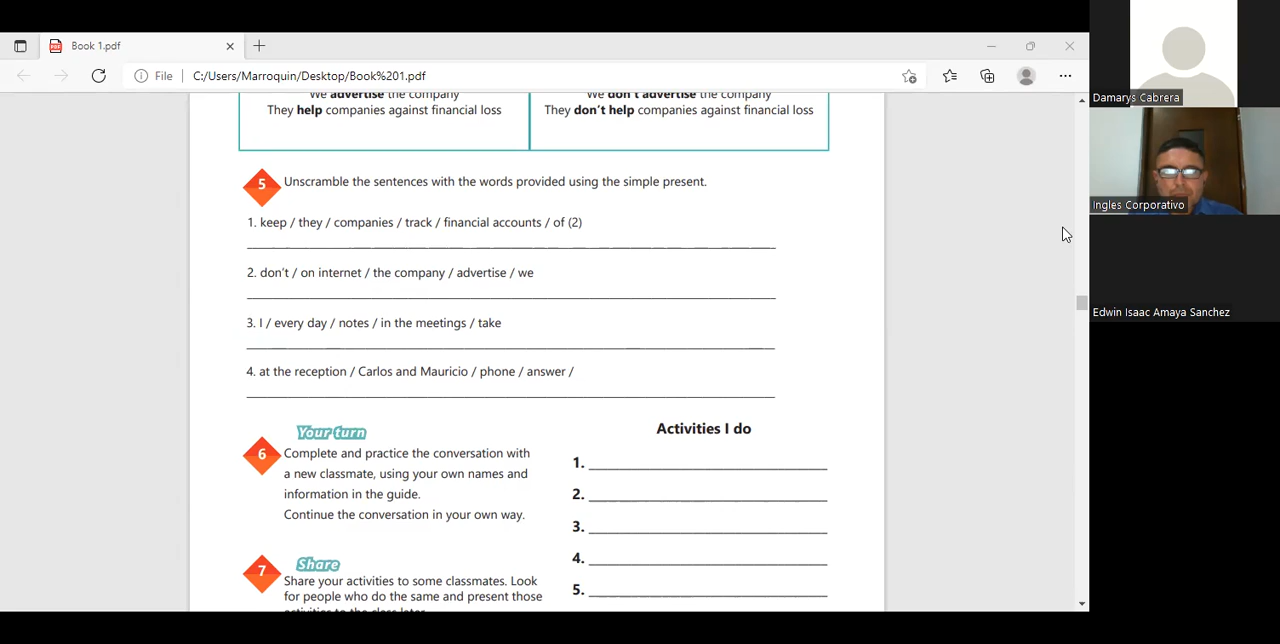 Book 1.pdf
File
C:/Users/Marroquin/Desktop/Book%201.pdf
We advertise the company
We don't advertise the company
They help companies against financial loss
They don't help companies against financial loss
5
Unscramble the sentences with the words provided using the simple present.
1. keep / they / companies / track / financial accounts / of (2)
2. don't / on internet / the company / advertise / we
3. I / every day / notes / in the meetings / take
4. at the reception / Carlos and Mauricio / phone / answer /
Your turn
6
Complete and practice the conversation with
a new classmate, using your own names and
information in the guide.
Continue the conversation in your own way.
Activities I do
1.
2.
3.
4.
5.
Share
7
Share your activities to some classmates. Look
for people who do the same and present those
activities to the class later
Damarys Cabrera
Ingles Corporativo
Edwin Isaac Amaya Sanchez